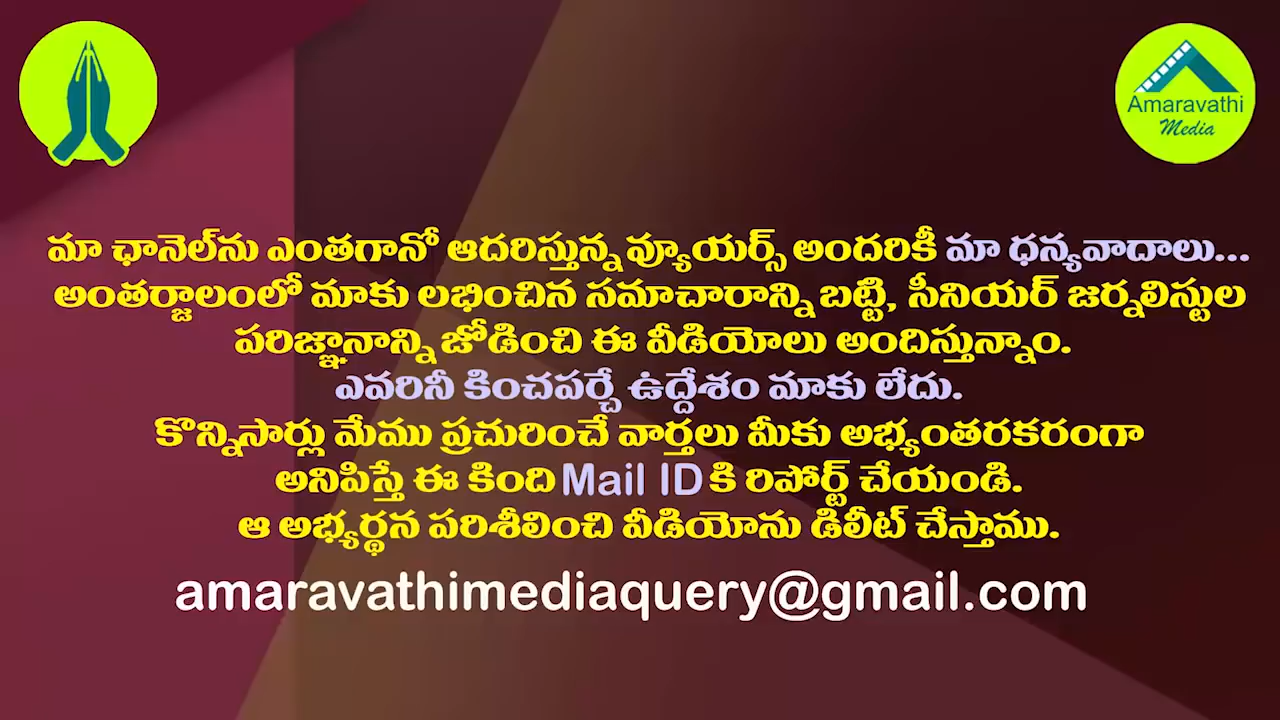 Amaravathi
Media
మా ఛానెల్‌ను ఎంతగానో ఆదరిస్తున్న వ్యూయర్స్ అందరికీ మా ధన్యవాదాలు...
అంతర్జాలంలో మాకు లభించిన సమాచారాన్ని బట్టి, సీనియర్ జర్నలిస్టుల
పరిజ్ఞానాన్ని జోడించి ఈ వీడియోలు అందిస్తున్నాం.
ఎవరినీ కించపర్చే ఉద్దేశం మాకు లేదు.
కొన్నిసార్లు మేము ప్రచురించే వార్తలు మీకు అభ్యంతరకరంగా
అనిపిస్తే ఈ కింది Mail ID కి రిపోర్ట్ చేయండి.
ఆ అభ్యర్థన పరిశీలించి వీడియోను డిలీట్ చేస్తాము.
amaravathimediaquery@gmail.com